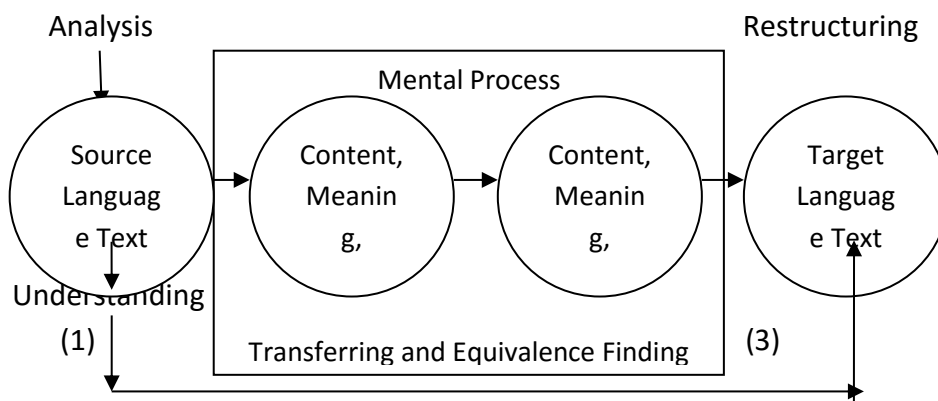 Analysis
Restructuring
Mental Process
Source
Languag
e Text
Content,
Meanin
g,
Content,
Meanin
g,
Target
Languag
e Text
Understanding
(1)
Transferring and Equivalence Finding
(3)